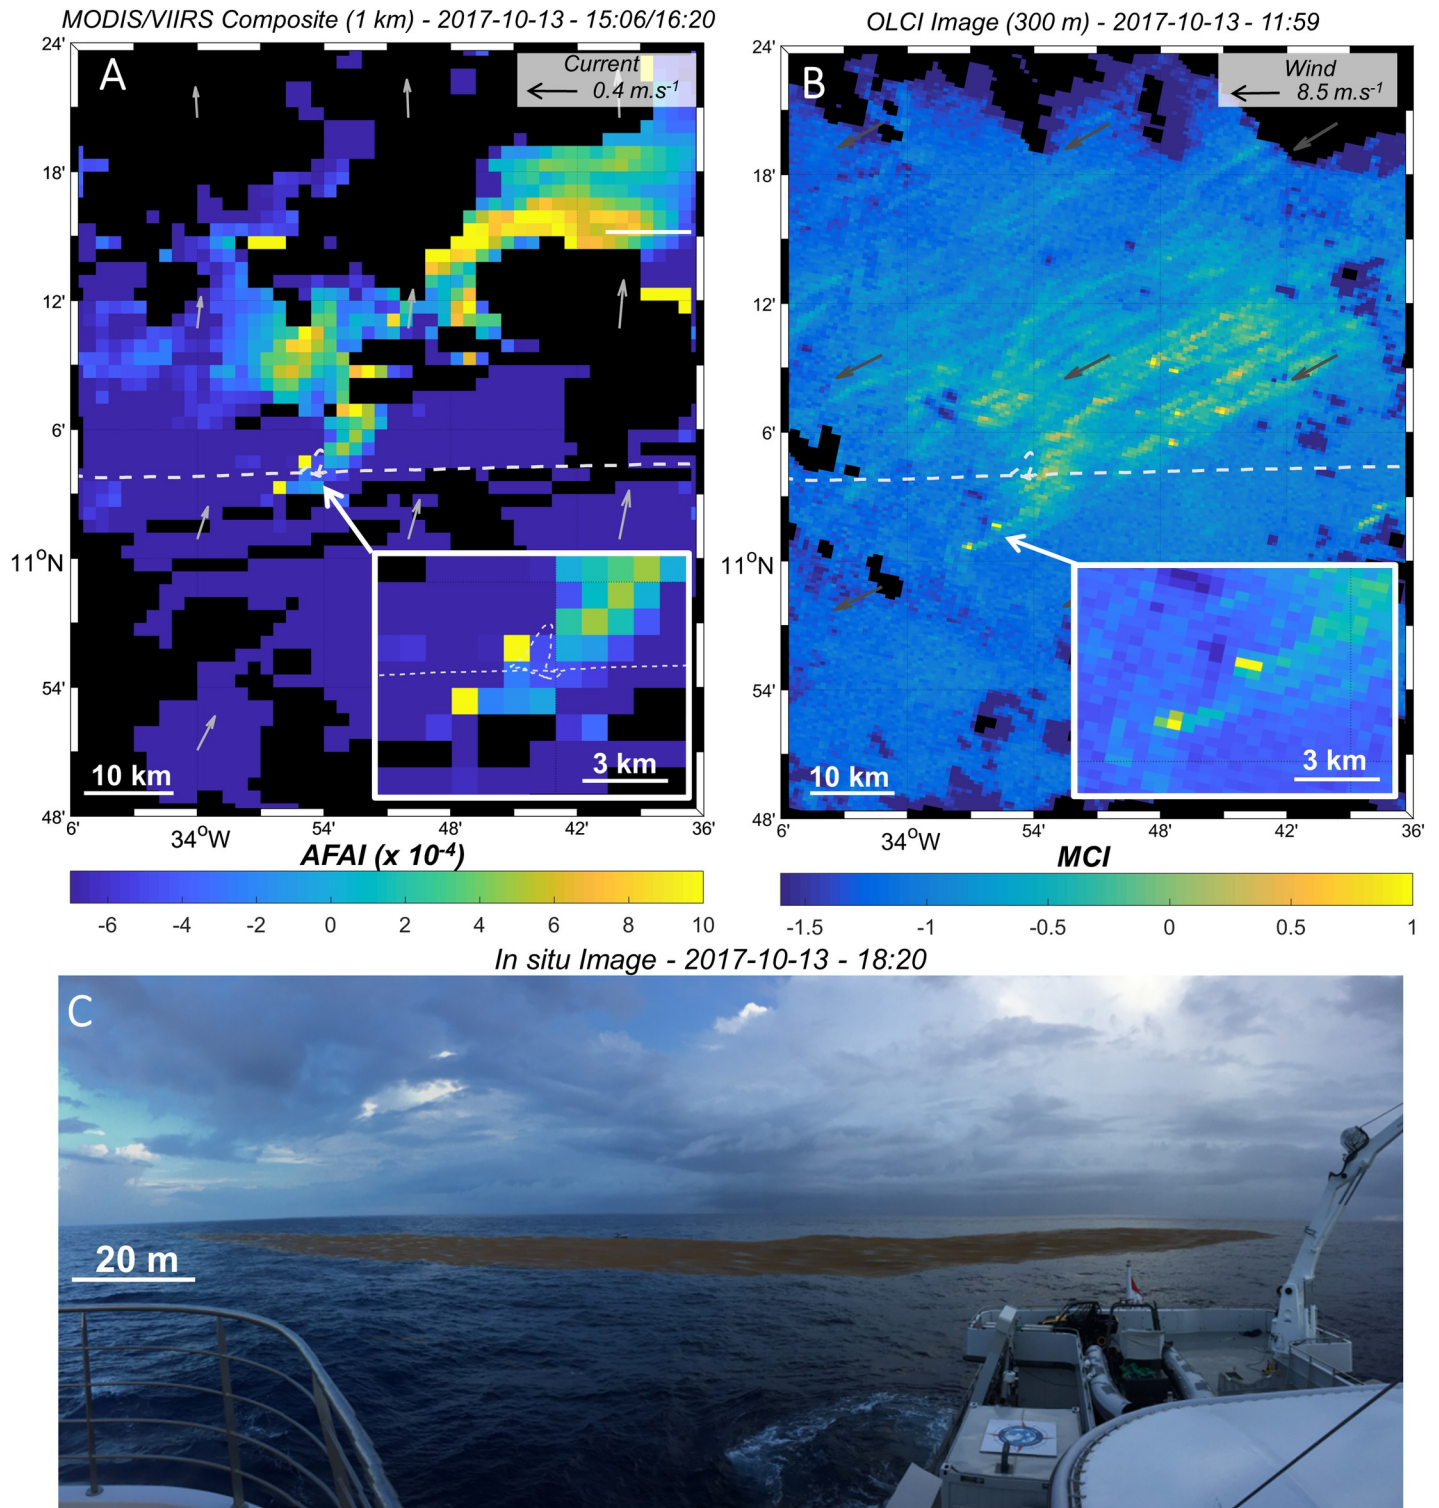 MODIS/VIIRS Composite (1 km) - 2017-10-13 - 15:06/16:20
A
Current
0.4 m.s-1
24'
18'
12'
6'
11oN
54'
48'
10 km
3 km
6'
34oW
54'
48'
42'
36'
AFAI (x 10-4)
-6 -4 -2 0 2 4 6 8 10
OLCI Image (300 m) - 2017-10-13 - 11:59
B
Wind
8.5 m.s-1
24'
18'
12'
6'
11oN
54'
48'
10 km
3 km
6'
34oW
54'
48'
42'
36'
MCI
-1.5 -1 -0.5 0 0.5 1
In situ Image - 2017-10-13 - 18:20
C
20 m